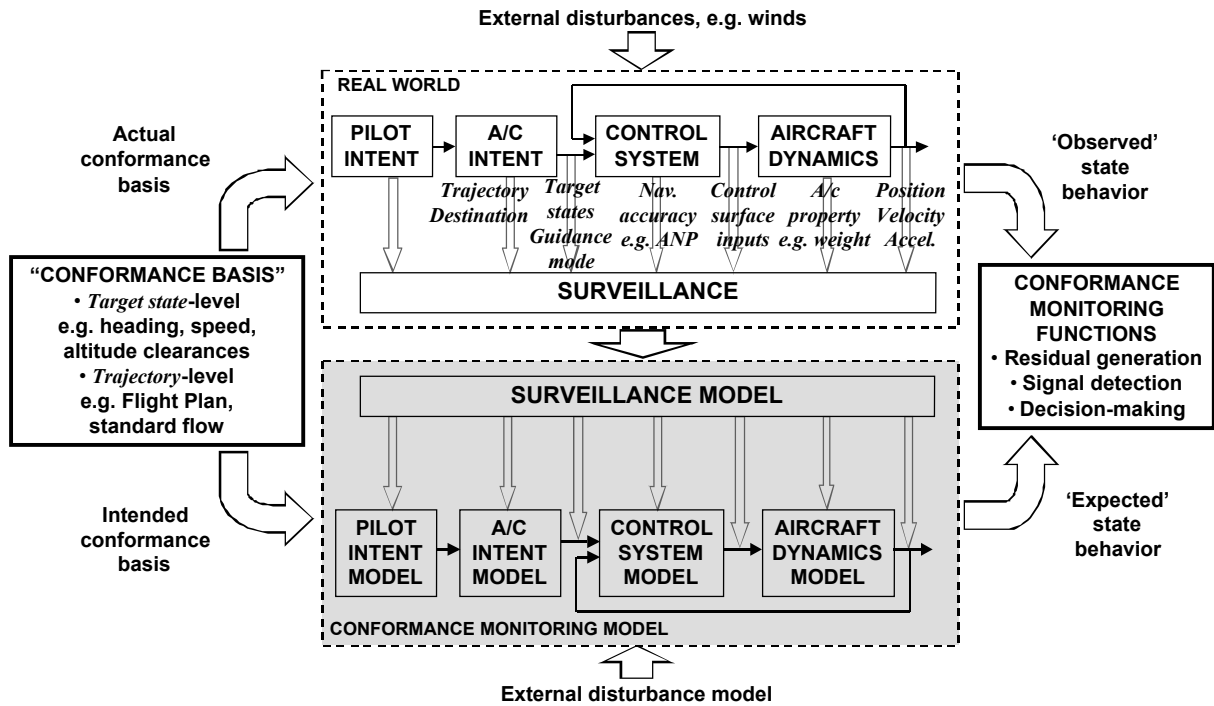 External disturbances, e.g. winds
REAL WORLD
PILOT
INTENT
A/C
INTENT
CONTROL
SYSTEM
AIRCRAFT
DYNAMICS
Trajectory
Destination
Target
states
Guidance
mode
Nav.
accuracy
e.g. ANP
Control
surface
inputs
A/c
property
e.g. weight
Position
Velocity
Accel.
SURVEILLANCE
Actual
conformance
basis
'Observed'
state
behavior
"CONFORMANCE BASIS"
• Target state-level
e.g. heading, speed,
altitude clearances
• Trajectory-level
e.g. Flight Plan,
standard flow
CONFORMANCE
MONITORING
FUNCTIONS
• Residual generation
• Signal detection
• Decision-making
SURVEILLANCE MODEL
Intended
conformance
basis
PILOT
INTENT
MODEL
A/C
INTENT
MODEL
CONTROL
SYSTEM
MODEL
AIRCRAFT
DYNAMICS
MODEL
'Expected'
state
behavior
CONFORMANCE MONITORING MODEL
External disturbance model